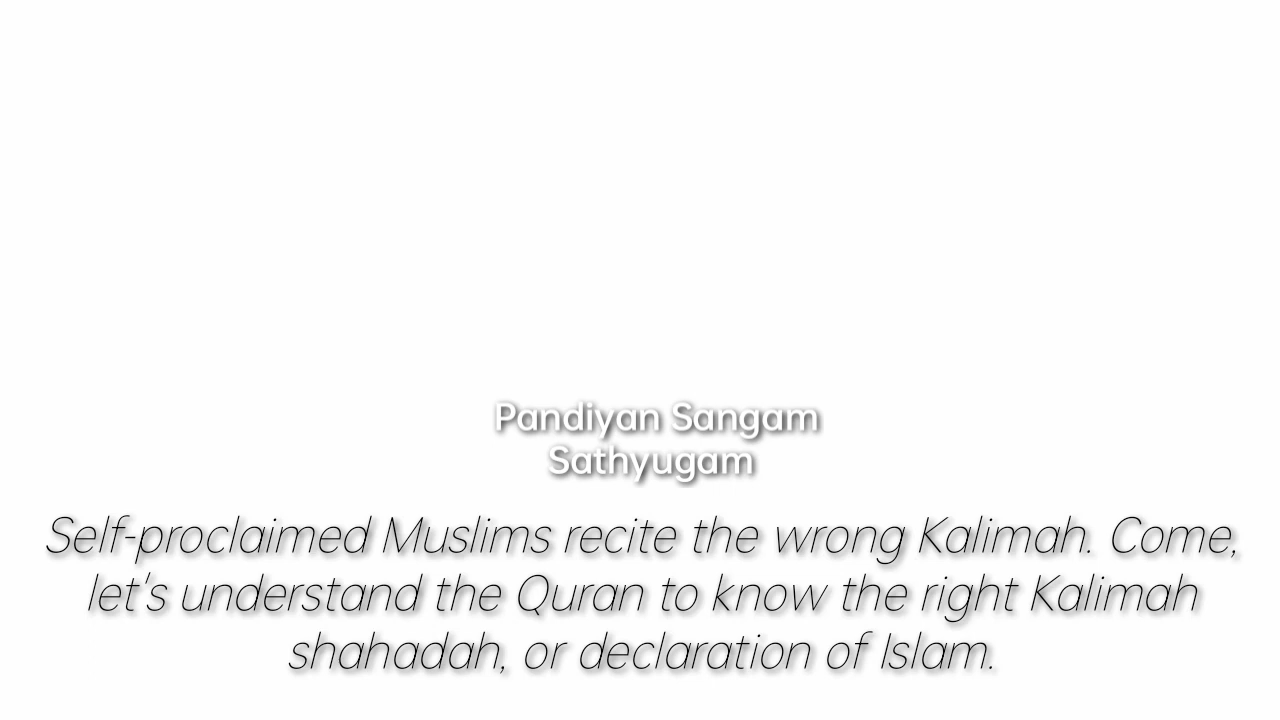 Pandiyan Sangam
Sathyugam
Self-proclaimed Muslims recite the wrong Kalimah. Come,
let's understand the Quran to know the right Kalimah
shahadah, or declaration of Islam.